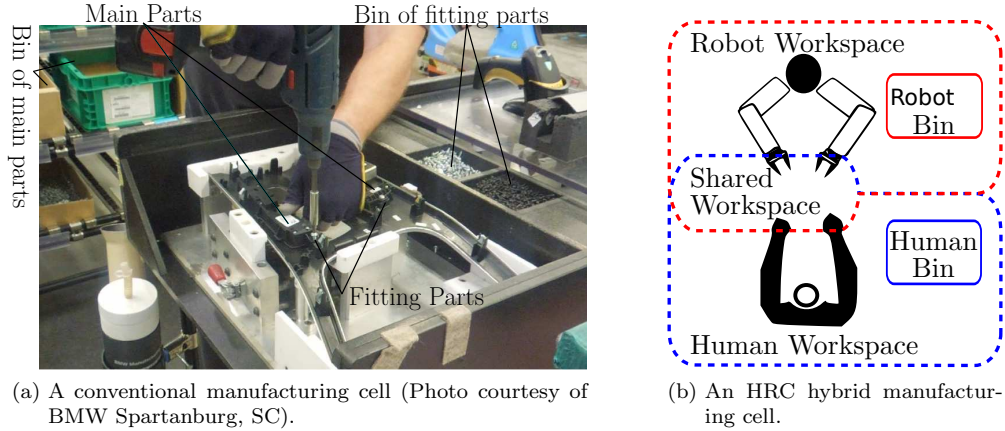 Main Parts
Bin of fitting parts
Bin of main parts
Fitting Parts
Robot Workspace
Robot
Bin
Shared
Workspace
Human
Bin
Human Workspace
(a) A conventional manufacturing cell (Photo courtesy of
BMW Spartanburg, SC).
(b) An HRC hybrid manufactur-
ing cell.